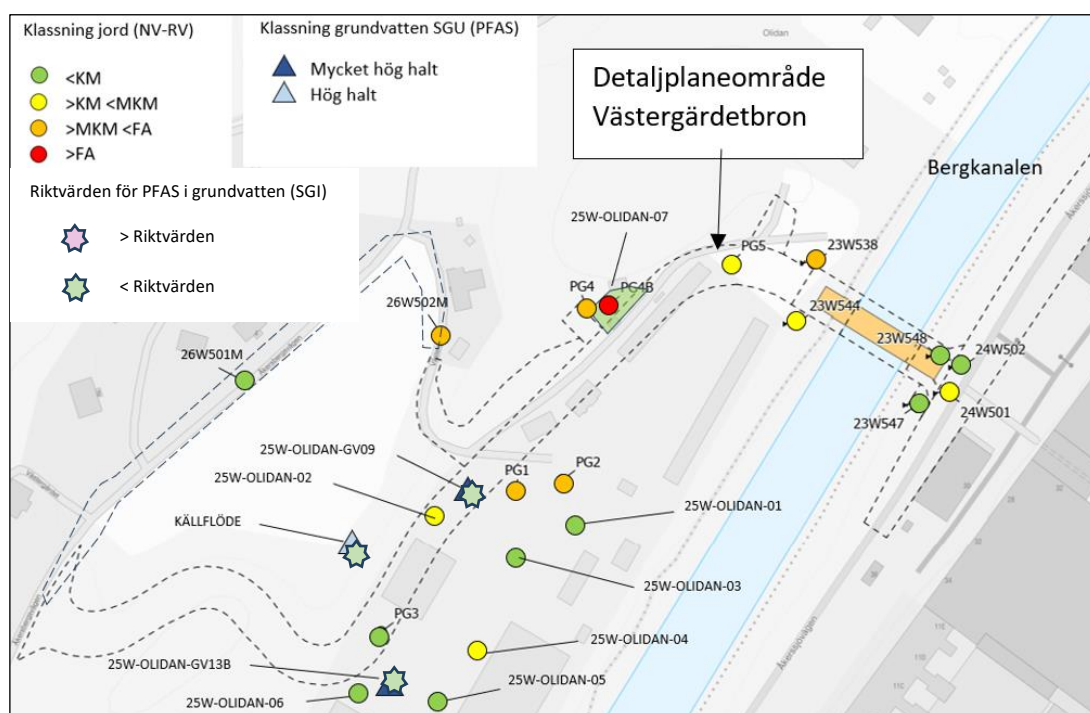 Klassning jord (NV-RV)
<KM
>KM <MKM
>MKM <FA
>FA
Klassning grundvatten SGU (PFAS)
Mycket hög halt
Hög halt
Riktvärden för PFAS i grundvatten (SGI)
> Riktvärden
< Riktvärden
Olidan
Detaljplaneområde
Västergärdetbron
Bergkanalen
25W-OLIDAN-07
PG5
23W538
PG4
PG4B
26W502M
23W544
23W548
24W502
26W501M
24W501
23W547
25W-OLIDAN-GV09
25W-OLIDAN-02
PG1
PG2
KÄLLFLÖDE
25W-OLIDAN-01
25W-OLIDAN-03
PG3
25W-OLIDAN-04
25W-OLIDAN-GV13B
25W-OLIDAN-06
25W-OLIDAN-05
Åkerssjövägen